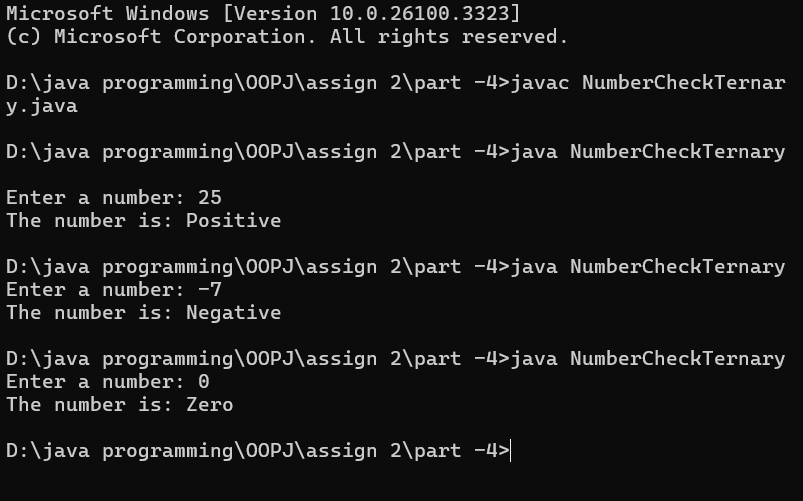 Microsoft Windows [Version 10.0.26100.3323]
(c) Microsoft Corporation. All rights reserved.
D:\java programming\OOPJ\assign 2\part -4>javac NumberCheckTernar
y.java
D:\java programming\OOPJ\assign 2\part -4>java NumberCheckTernary
Enter a number: 25
The number is: Positive
D:\java programming\OOPJ\assign 2\part -4>java NumberCheckTernary
Enter a number: -7
The number is: Negative
D:\java programming\OOPJ\assign 2\part -4>java NumberCheckTernary
Enter a number: 0
The number is: Zero
D:\java programming\OOPJ\assign 2\part -4>